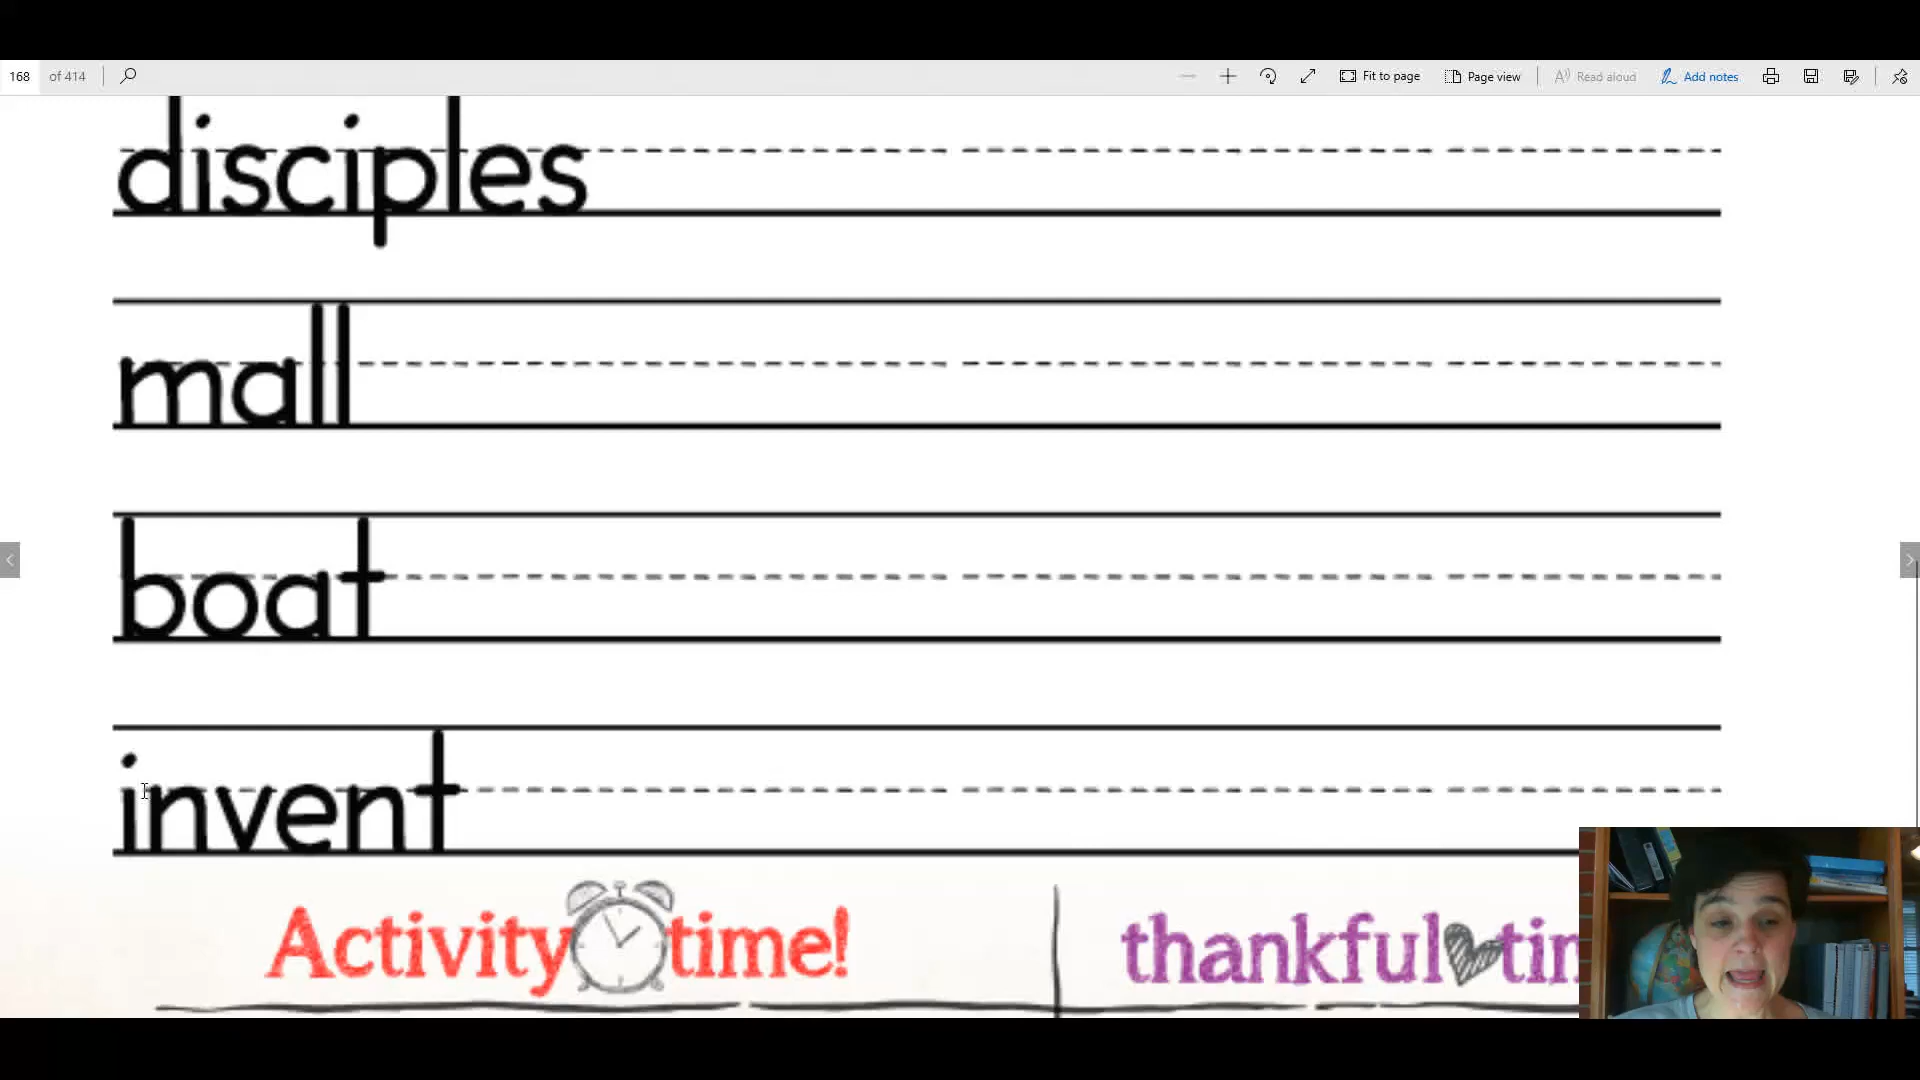 168 of 414 Fit to page Page view Read aloud Add notes
disciples
mall
boat
invent
Activity time! thankful